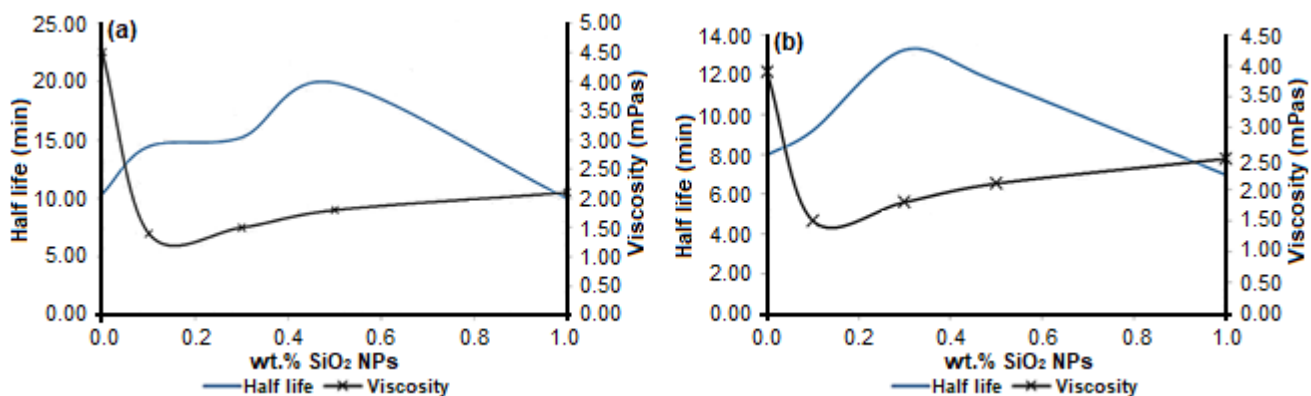 (a)
25.00
20.00
15.00
10.00
5.00
0.00
Half life (min)
5.00
4.50
4.00
3.50
3.00
2.50
2.00
1.50
1.00
0.50
0.00
Viscosity (mPas)
0.0 0.2 0.4 0.6 0.8 1.0
wt.% SiO₂ NPs
Half life Viscosity
(b)
14.00
12.00
10.00
8.00
6.00
4.00
2.00
0.00
Half life (min)
4.50
4.00
3.50
3.00
2.50
2.00
1.50
1.00
0.50
0.00
Viscosity (mPas)
0.0 0.2 0.4 0.6 0.8 1.0
wt.% SiO₂ NPs
Half life Viscosity